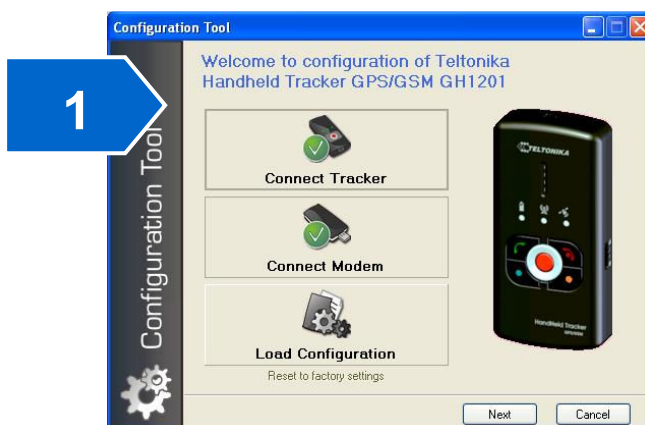 Configuration Tool
1
Configuration Tool
Welcome to configuration of Teltonika
Handheld Tracker GPS/GSM GH1201
Connect Tracker
Connect Modem
Load Configuration
Reset to factory settings
TELTONIKA
HandHeld Tracker
Next
Cancel